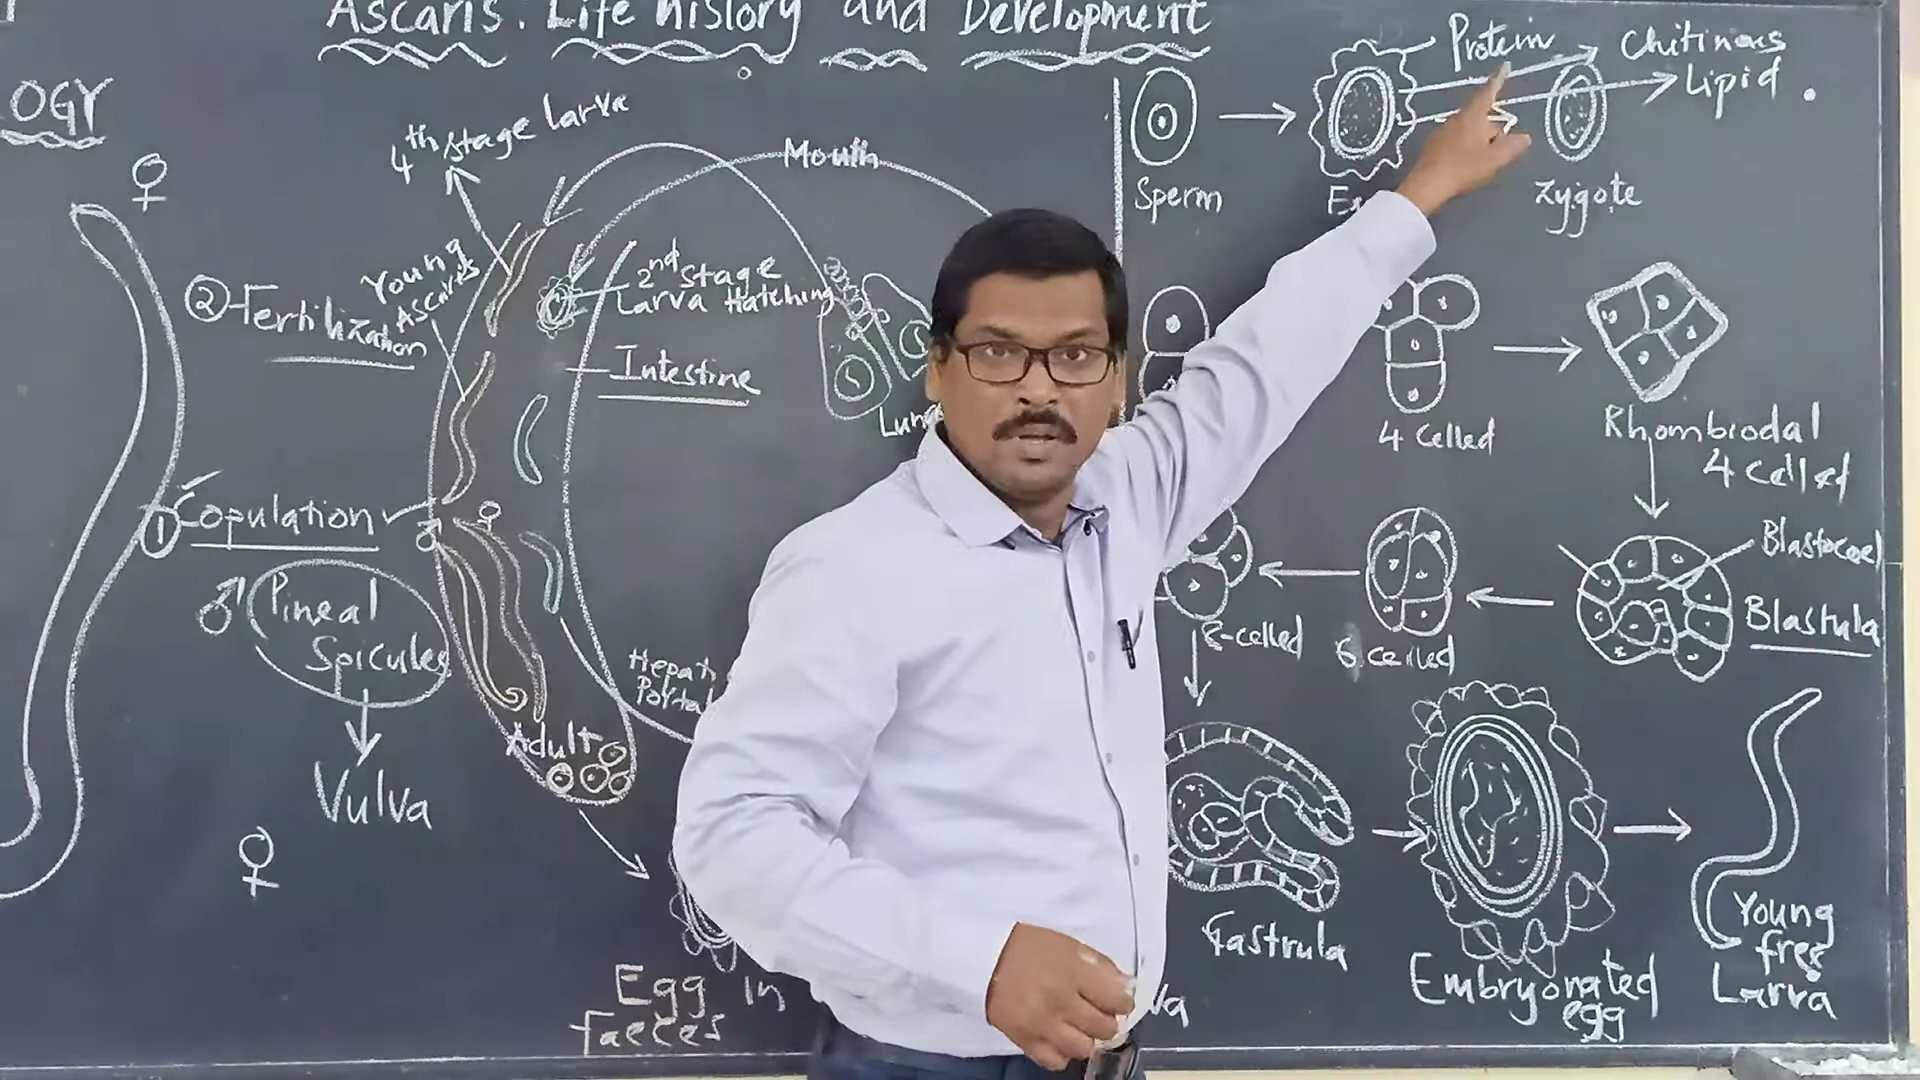 Ascaris. Life history and Development
OGY
♀
4th stage larva
Mouth
Protein
Chitinous
Lipid
Sperm
Zygote
Young
Ascaris
② Fertilization
2nd stage
Larva Hatching
Intestine
4 Celled
Rhombiodal
4 celled
① Copulation
♂
♀
♂ Pineal
Spicules
Vulva
♀
Adult
Blastocoel
Blastula
8-celled
6 celled
Gastrula
Embryonated
egg
Young
free
Larva
Egg in
faeces